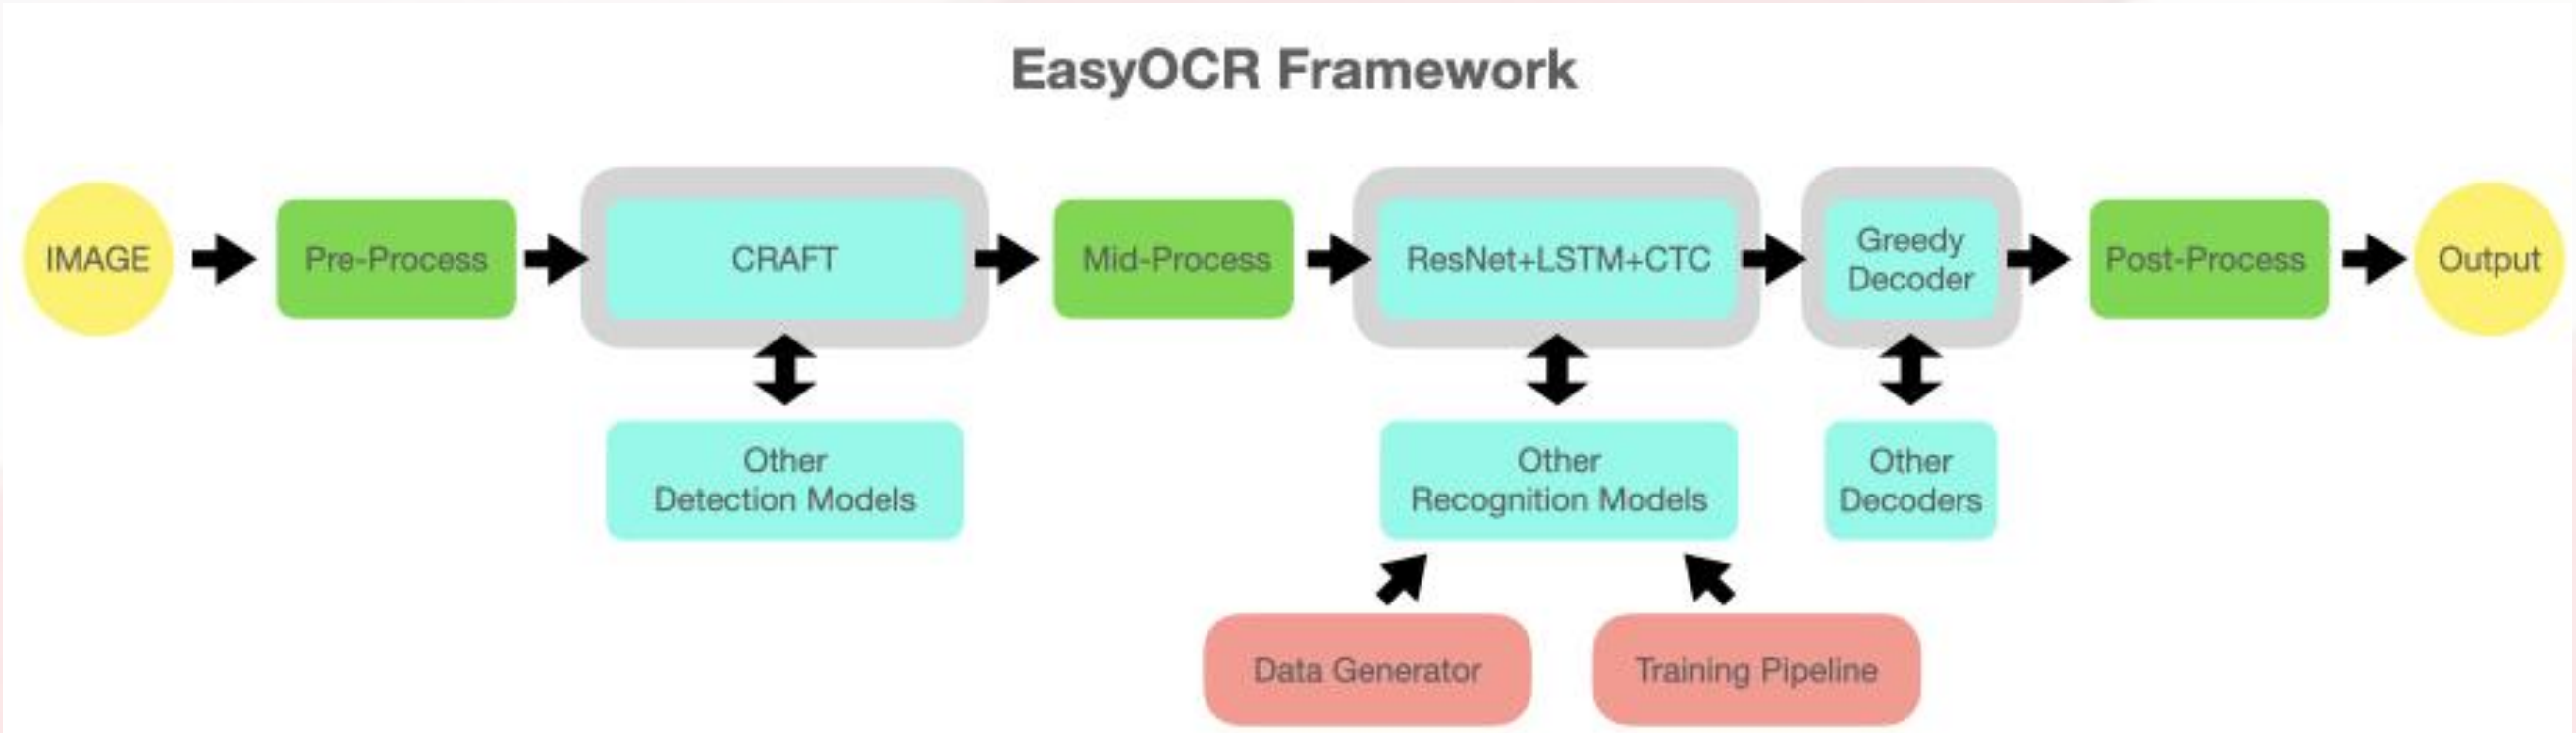 EasyOCR Framework
IMAGE
Pre-Process
CRAFT
Mid-Process
ResNet+LSTM+CTC
Greedy
Decoder
Post-Process
Output
Other
Detection Models
Other
Recognition Models
Other
Decoders
Data Generator
Training Pipeline